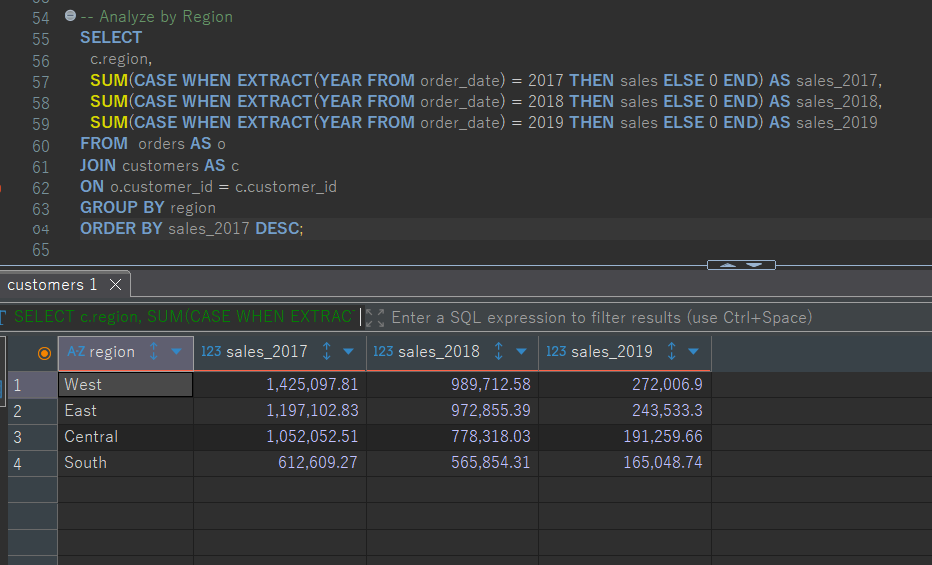 54 -- Analyze by Region
55 SELECT
56 c.region,
57 SUM(CASE WHEN EXTRACT(YEAR FROM order_date) = 2017 THEN sales ELSE 0 END) AS sales_2017,
58 SUM(CASE WHEN EXTRACT(YEAR FROM order_date) = 2018 THEN sales ELSE 0 END) AS sales_2018,
59 SUM(CASE WHEN EXTRACT(YEAR FROM order_date) = 2019 THEN sales ELSE 0 END) AS sales_2019
60 FROM orders AS o
61 JOIN customers AS c
62 ON o.customer_id = c.customer_id
63 GROUP BY region
64 ORDER BY sales_2017 DESC;
65
customers 1
SELECT c.region, SUM(CASE WHEN EXTRAC Enter a SQL expression to filter results (use Ctrl+Space)
AZ region 123 sales_2017 123 sales_2018 123 sales_2019
1 West 1,425,097.81 989,712.58 272,006.9
2 East 1,197,102.83 972,855.39 243,533.3
3 Central 1,052,052.51 778,318.03 191,259.66
4 South 612,609.27 565,854.31 165,048.74